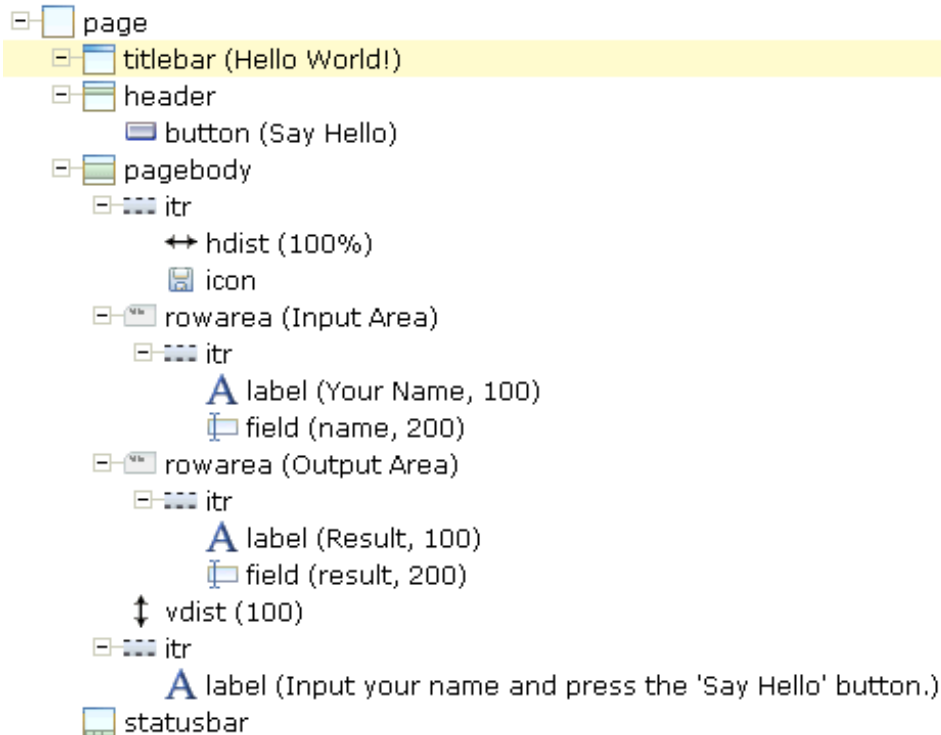 page
titlebar (Hello World!)
header
button (Say Hello)
pagebody
itr
hdist (100%)
icon
rowarea (Input Area)
itr
label (Your Name, 100)
field (name, 200)
rowarea (Output Area)
itr
label (Result, 100)
field (result, 200)
vdist (100)
itr
label (Input your name and press the 'Say Hello' button.)
statusbar